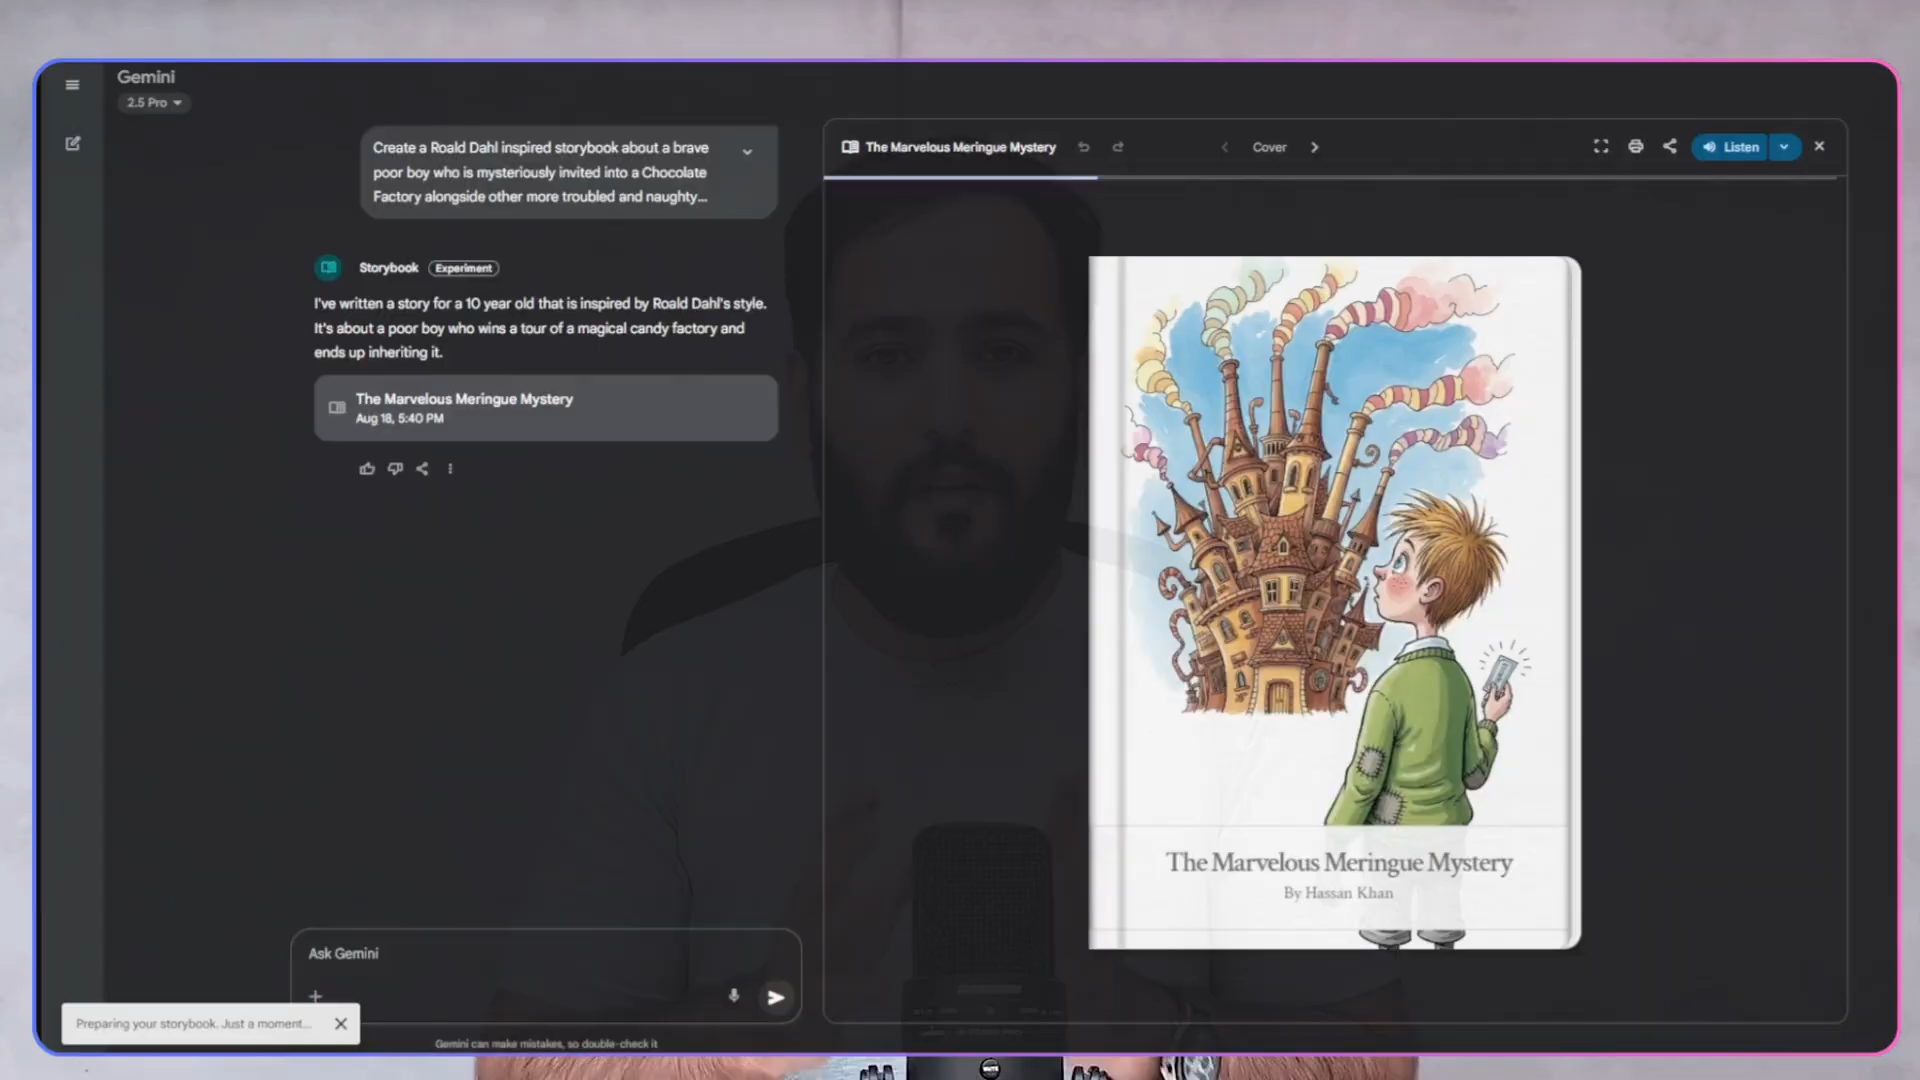 Gemini
2.5 Pro
Create a Roald Dahl inspired storybook about a brave
poor boy who is mysteriously invited into a Chocolate
Factory alongside other more troubled and naughty...
Storybook Experiment
I've written a story for a 10 year old that is inspired by Roald Dahl's style.
It's about a poor boy who wins a tour of a magical candy factory and
ends up inheriting it.
The Marvelous Meringue Mystery
Aug 18, 5:40 PM
Ask Gemini
Preparing your storybook. Just a moment...
Gemini can make mistakes, so double-check it
The Marvelous Meringue Mystery
Cover
Listen
The Marvelous Meringue Mystery
By Hassan Khan